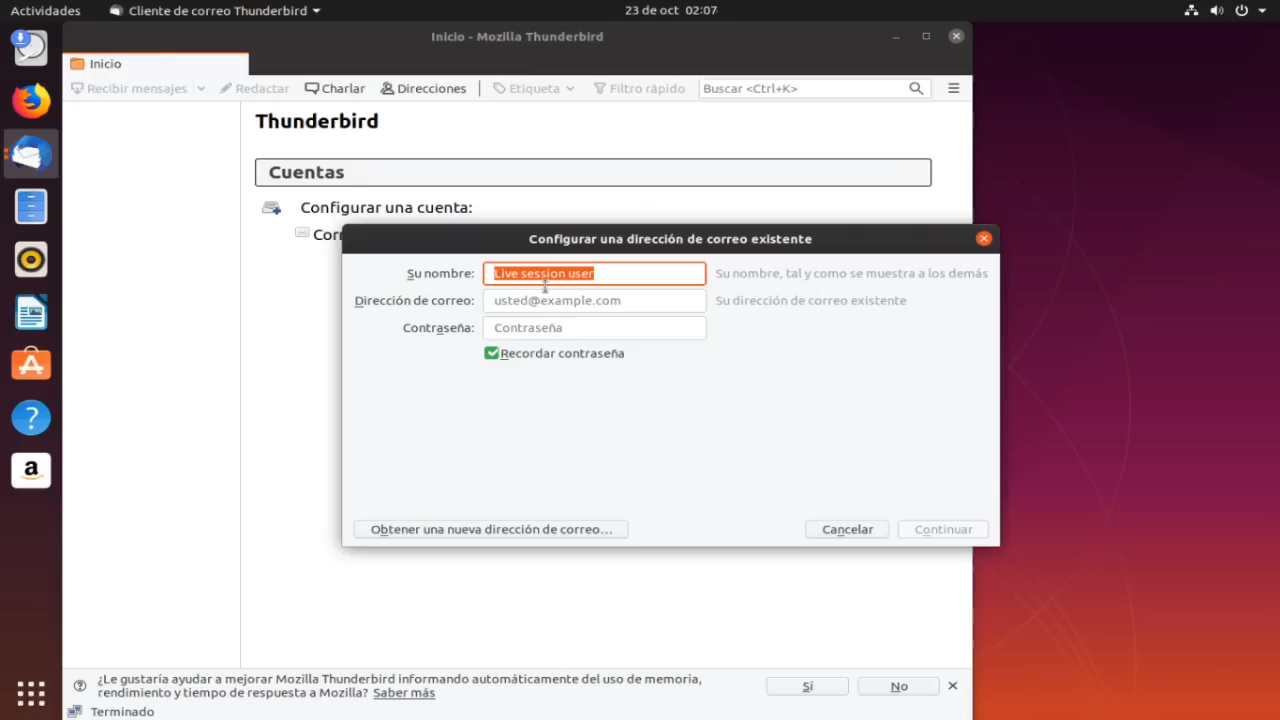 Actividades
Cliente de correo Thunderbird
23 de oct 02:07
Inicio - Mozilla Thunderbird
Inicio
Recibir mensajes
Redactar
Charlar
Direcciones
Etiqueta
Filtro rápido
Buscar <Ctrl+K>
Thunderbird
Cuentas
Configurar una cuenta:
Corr
Configurar una dirección de correo existente
Su nombre:
Live session user
Su nombre, tal y como se muestra a los demás
Dirección de correo:
usted@example.com
Su dirección de correo existente
Contraseña:
Contraseña
Recordar contraseña
Obtener una nueva dirección de correo...
Cancelar
Continuar
¿Le gustaría ayudar a mejorar Mozilla Thunderbird informando automáticamente del uso de memoria,
rendimiento y tiempo de respuesta a Mozilla? Saber más
Sí
No
Terminado
a